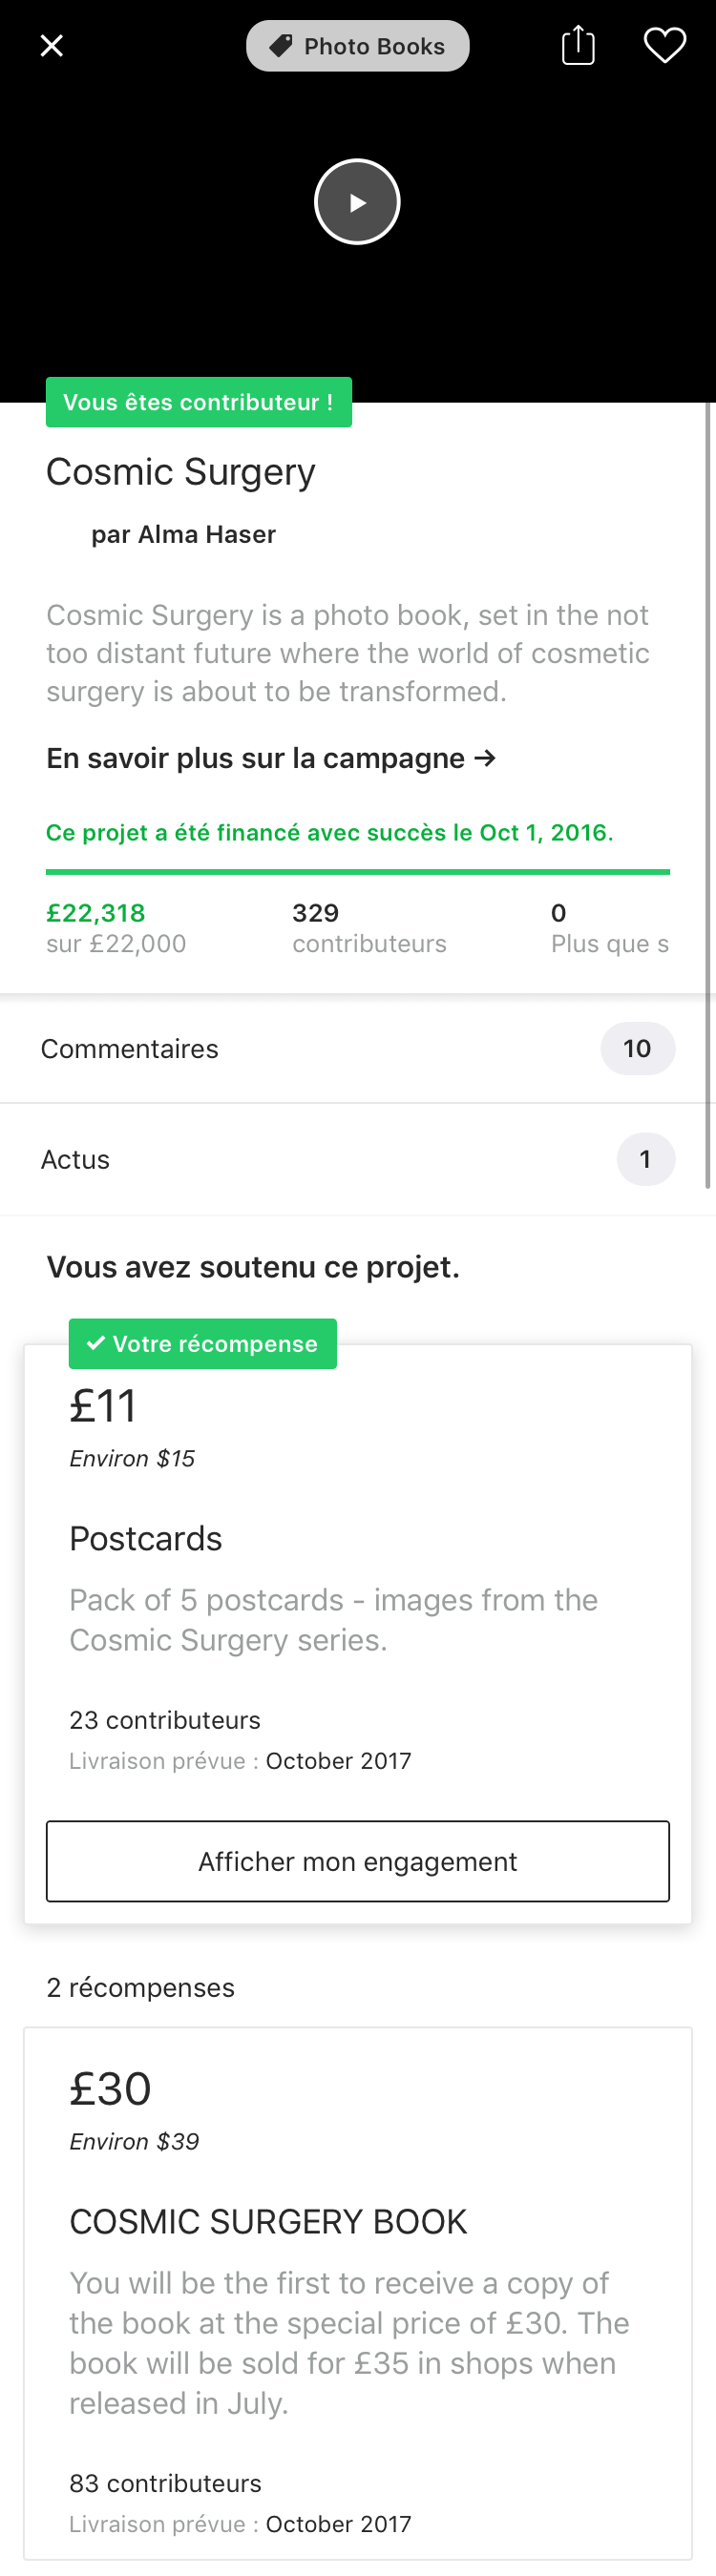 Photo Books
Vous êtes contributeur !
Cosmic Surgery
par Alma Haser
Cosmic Surgery is a photo book, set in the not
too distant future where the world of cosmetic
surgery is about to be transformed.
En savoir plus sur la campagne →
Ce projet a été financé avec succès le Oct 1, 2016.
£22,318 329 0
sur £22,000 contributeurs Plus que s
Commentaires 10
Actus 1
Vous avez soutenu ce projet.
✓ Votre récompense
£11
Environ $15
Postcards
Pack of 5 postcards - images from the
Cosmic Surgery series.
23 contributeurs
Livraison prévue : October 2017
Afficher mon engagement
2 récompenses
£30
Environ $39
COSMIC SURGERY BOOK
You will be the first to receive a copy of
the book at the special price of £30. The
book will be sold for £35 in shops when
released in July.
83 contributeurs
Livraison prévue : October 2017